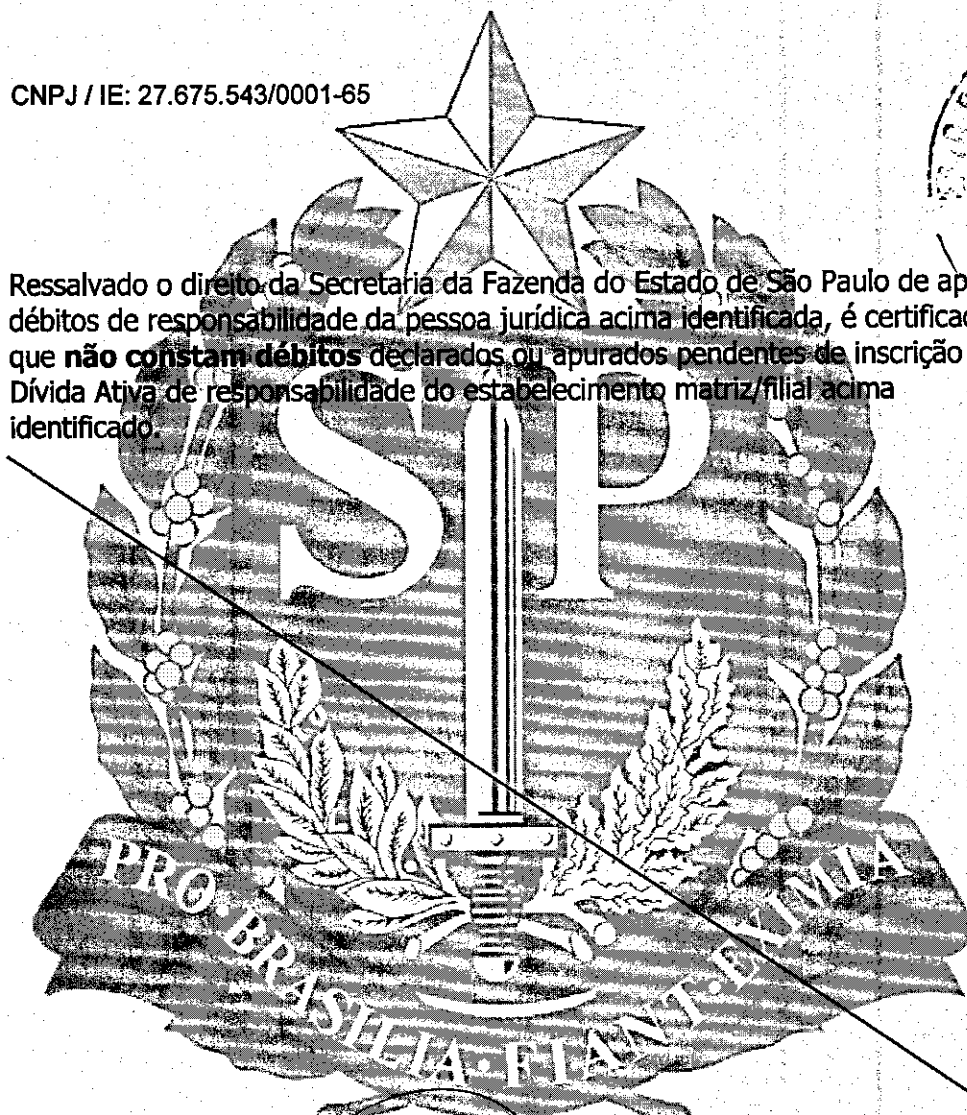 CNPJ / IE: 27.675.543/0001-65
Ressalvado o direito da Secretaria da Fazenda do Estado de São Paulo de ap
débitos de responsabilidade da pessoa jurídica acima identificada, é certificad
que não constam débitos declarados ou apurados pendentes de inscrição
Dívida Ativa de responsabilidade do estabelecimento matriz/filial acima
identificado.
SP
PRO·BRASILIA·FIANT·EXIMIA